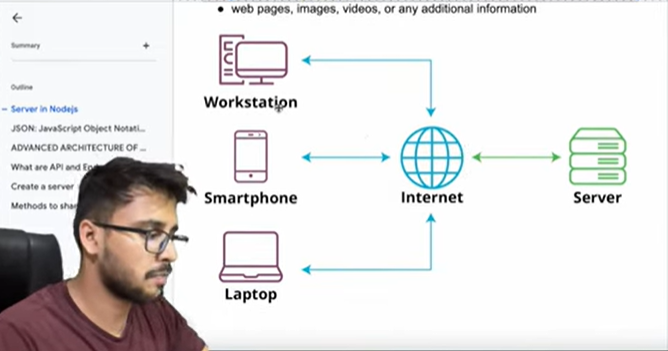 web pages, images, videos, or any additional information
Summary
+
Outline
Server in Nodejs
JSON: JavaScript Object Notati...
ADVANCED ARCHITECTURE OF ...
What are API and
Create a server
Methods to
Workstation
Smartphone
Laptop
Internet
Server